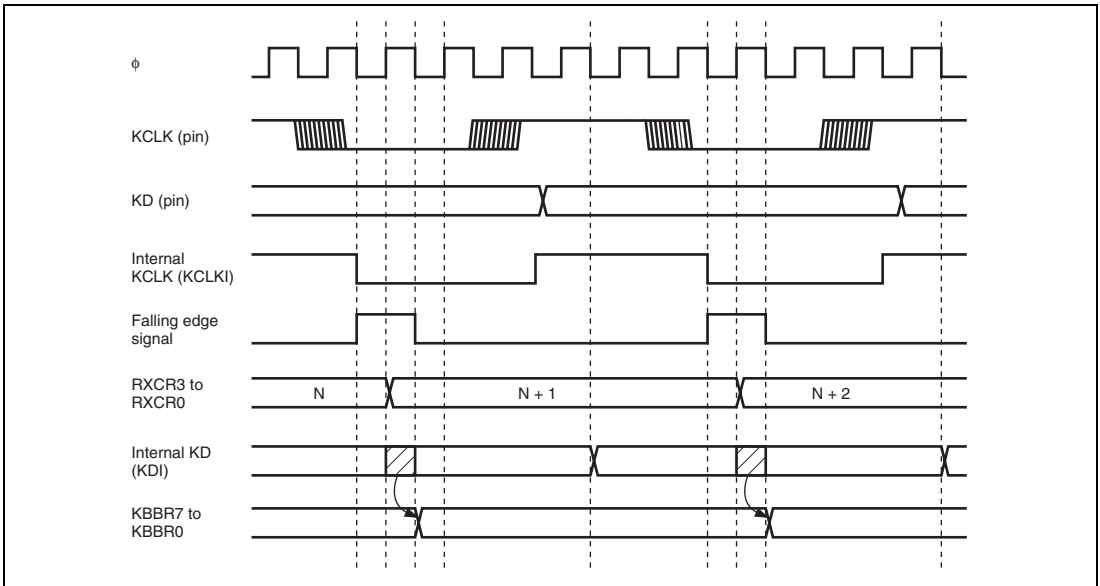 ϕ
KCLK (pin)
KD (pin)
Internal
KCLK (KCLKI)
Falling edge
signal
RXCR3 to
RXCR0
N
N + 1
N + 2
Internal KD
(KDI)
KBBR7 to
KBBR0